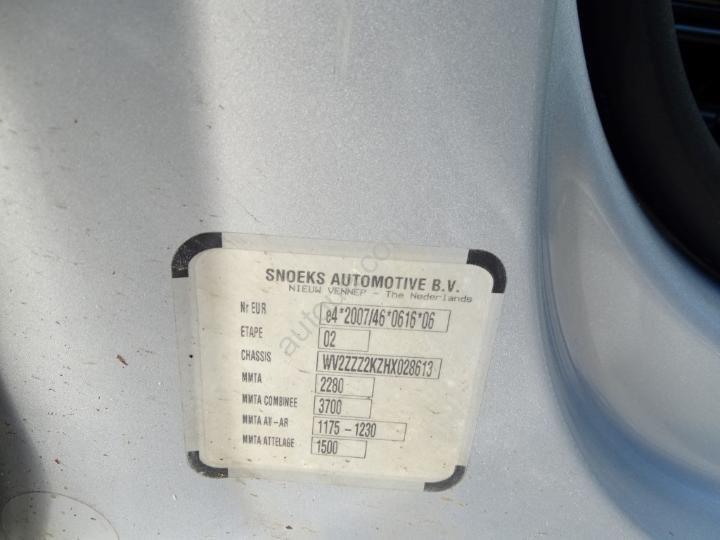 SNOEKS AUTOMOTIVE B.V.
NIEUW VENNEP - The Nederlands
Nr EUR e4*2007/46*0616*06
ETAPE 02
CHASSIS WV2ZZZ2KZHX028613
MMTA 2280
MMTA COMBINEE 3700
MMTA AV-AR 1175-1230
MMTA ATTELAGE 1500